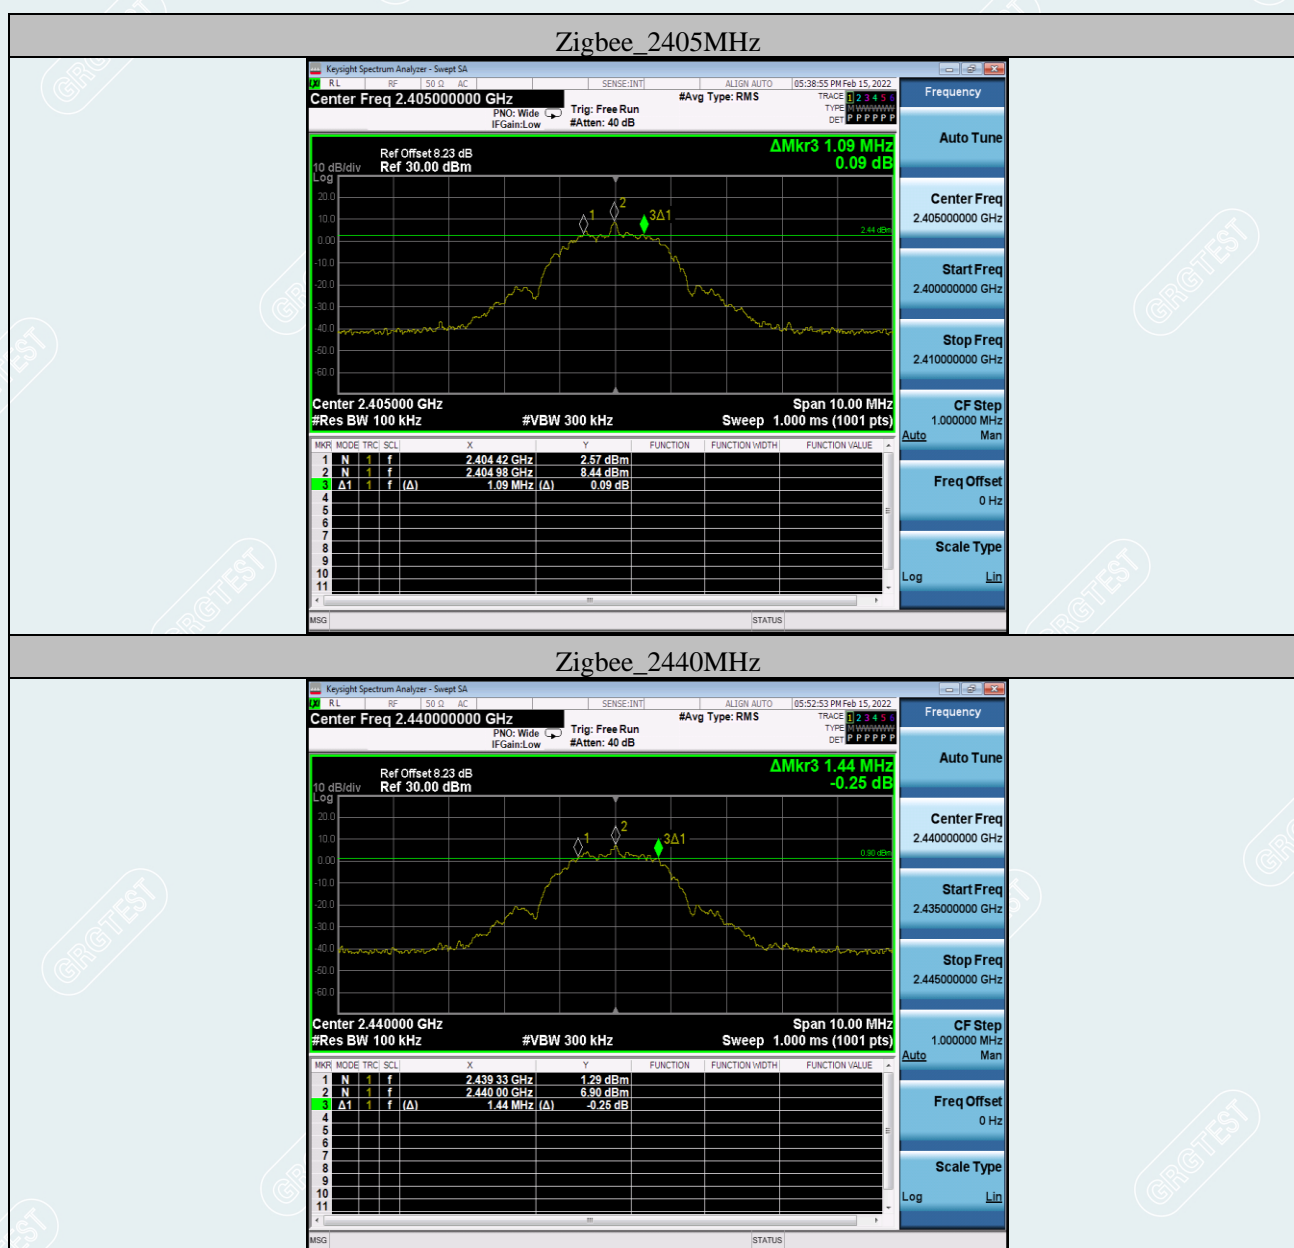 Zigbee_2405MHz
Keysight Spectrum Analyzer - Swept SA
LXI RL RF 50 Ω AC SENSE:INT ALIGN AUTO 05:38:55 PM Feb 15, 2022
Center Freq 2.405000000 GHz #Avg Type: RMS TRACE 1 2 3 4 5 6
PNO: Wide Trig: Free Run TYPE M WWWWW
IFGain:Low #Atten: 40 dB DET P P P P P P
Frequency
Auto Tune
Ref Offset 8.23 dB ΔMkr3 1.09 MHz
10 dB/div Ref 30.00 dBm 0.09 dB
Log
20.0
10.0
0.00
-10.0
-20.0
-30.0
-40.0
-50.0
-60.0
1 2 3Δ1
2.44 dBm
Center 2.405000 GHz Span 10.00 MHz
#Res BW 100 kHz #VBW 300 kHz Sweep 1.000 ms (1001 pts)
MKR MODE TRC SCL X Y FUNCTION FUNCTION WIDTH FUNCTION VALUE
1 N 1 f 2.404 42 GHz 2.57 dBm
2 N 1 f 2.404 98 GHz 8.44 dBm
3 Δ1 1 f (Δ) 1.09 MHz (Δ) 0.09 dB
4
5
6
7
8
9
10
11
MSG STATUS
Center Freq
2.405000000 GHz
Start Freq
2.400000000 GHz
Stop Freq
2.410000000 GHz
CF Step
1.000000 MHz
Auto Man
Freq Offset
0 Hz
Scale Type
Log Lin
Zigbee_2440MHz
Keysight Spectrum Analyzer - Swept SA
LXI RL RF 50 Ω AC SENSE:INT ALIGN AUTO 05:52:53 PM Feb 15, 2022
Center Freq 2.440000000 GHz #Avg Type: RMS TRACE 1 2 3 4 5 6
PNO: Wide Trig: Free Run TYPE M WWWWW
IFGain:Low #Atten: 40 dB DET P P P P P P
Frequency
Auto Tune
Ref Offset 8.23 dB ΔMkr3 1.44 MHz
10 dB/div Ref 30.00 dBm -0.25 dB
Log
20.0
10.0
0.00
-10.0
-20.0
-30.0
-40.0
-50.0
-60.0
1 2 3Δ1
0.90 dBm
Center 2.440000 GHz Span 10.00 MHz
#Res BW 100 kHz #VBW 300 kHz Sweep 1.000 ms (1001 pts)
MKR MODE TRC SCL X Y FUNCTION FUNCTION WIDTH FUNCTION VALUE
1 N 1 f 2.439 33 GHz 1.29 dBm
2 N 1 f 2.440 00 GHz 6.90 dBm
3 Δ1 1 f (Δ) 1.44 MHz (Δ) -0.25 dB
4
5
6
7
8
9
10
11
MSG STATUS
Center Freq
2.440000000 GHz
Start Freq
2.435000000 GHz
Stop Freq
2.445000000 GHz
CF Step
1.000000 MHz
Auto Man
Freq Offset
0 Hz
Scale Type
Log Lin
GRGTEST